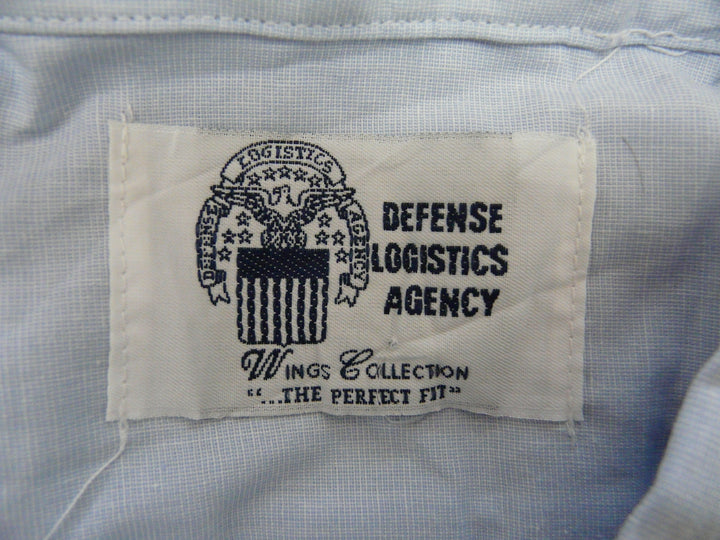 LOGISTICS
DEFENSE
AGENCY
DEFENSE
LOGISTICS
AGENCY
WINGS COLLECTION
"...THE PERFECT FIT"